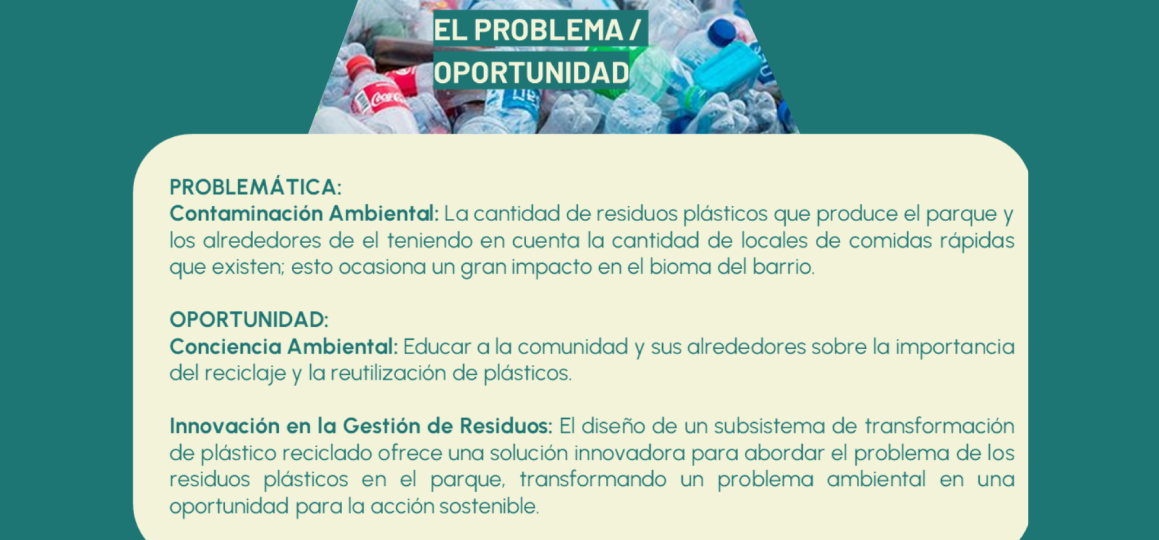 EL PROBLEMA /
OPORTUNIDAD
Coca-Cola
PROBLEMÁTICA:
Contaminación Ambiental: La cantidad de residuos plásticos que produce el parque y
los alrededores de el teniendo en cuenta la cantidad de locales de comidas rápidas
que existen; esto ocasiona un gran impacto en el bioma del barrio.
OPORTUNIDAD:
Conciencia Ambiental: Educar a la comunidad y sus alrededores sobre la importancia
del reciclaje y la reutilización de plásticos.
Innovación en la Gestión de Residuos: El diseño de un subsistema de transformación
de plástico reciclado ofrece una solución innovadora para abordar el problema de los
residuos plásticos en el parque, transformando un problema ambiental en una
oportunidad para la acción sostenible.